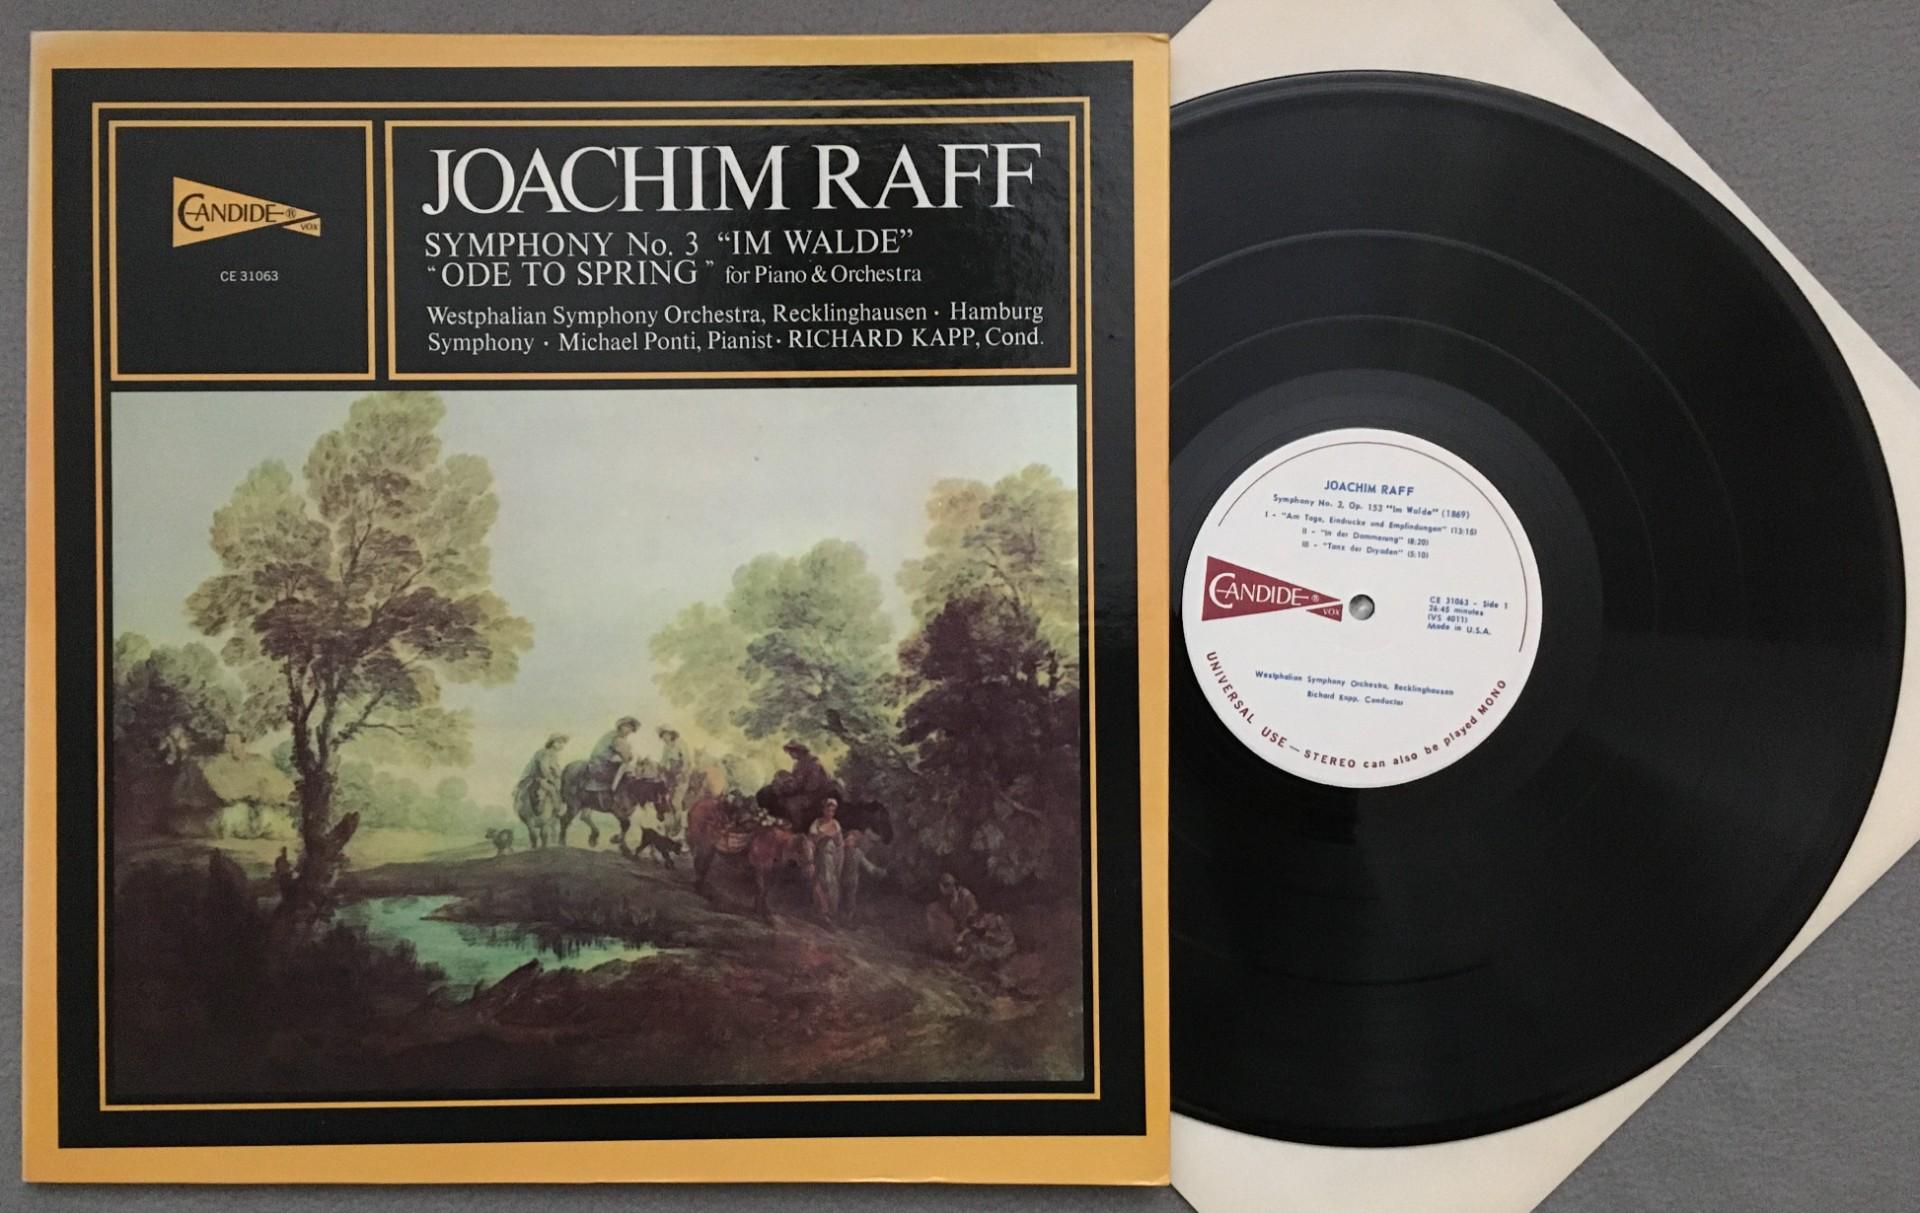 CANDIDE®
VOX
CE 31063
JOACHIM RAFF
SYMPHONY No. 3 “IM WALDE”
“ODE TO SPRING” for Piano & Orchestra
Westphalian Symphony Orchestra, Recklinghausen · Hamburg
Symphony · Michael Ponti, Pianist · RICHARD KAPP, Cond.
JOACHIM RAFF
Symphony No. 3, Op. 153 "Im Walde" (1869)
I - "Am Tage, Eindrucke und Empfindungen" (13:15)
II - "In der Dammerung" (8:20)
III - "Tanz der Dryaden" (5:10)
CANDIDE®
VOX
CE 31063 - Side 1
26:45 minutes
(VS 4011)
Made in U.S.A.
Westphalian Symphony Orchestra, Recklinghausen
Richard Kapp, Conductor
UNIVERSAL USE — STEREO can also be played MONO